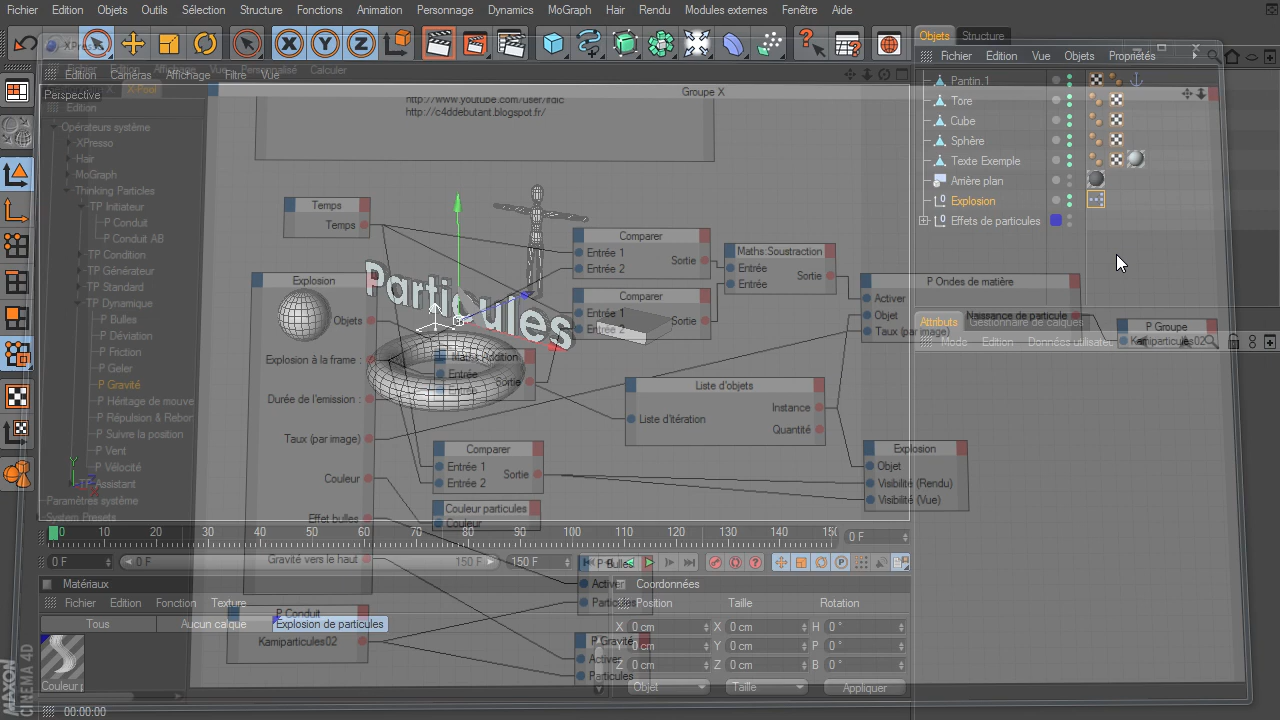 Fichier Edition Objets Outils Sélection Structure Fonctions Animation Personnage Dynamics MoGraph Hair Rendu Modules externes Fenêtre Aide
Objets Structure
Fichier Edition Vue Objets Propriétés
XPresso
Edition Caméras Affichage Filtre Vue
Calculer
X-Pool
Perspective
Groupe X
Edition
http://www.youtube.com/user/frdic
http://c4ddebutant.blogspot.fr/
Opérateurs système
XPresso
Hair
MoGraph
Thinking Particles
TP Initiateur
P Conduit
P Conduit AB
TP Condition
TP Générateur
TP Standard
TP Dynamique
P Bulles
P Déviation
P Friction
P Geler
P Gravité
P Héritage de mouve
P Répulsion & Rebor
P Suivre la position
P Vent
P Vélocité
TP Assistant
Paramètres système
System Presets
Pantin.1
Tore
Cube
Sphère
Texte Exemple
Arrière plan
Explosion
Effets de particules
Temps
Temps
Comparer
Entrée 1
Sortie
Entrée 2
Maths:Soustraction
Entrée
Sortie
Entrée
Comparer
Entrée 1
Sortie
Entrée 2
P Ondes de matière
Activer
Objet
Naissance de particule
Taux (par image)
P Groupe
Kamiparticules02
Attributs Gestionnaire de calques
Mode Edition Données utilisateur
Particules
Explosion
Objets
Explosion à la frame :
Durée de l'emission :
Taux (par image)
Couleur
Effet bulles
Gravité vers le haut
Maths:Addition
Entrée
Sortie
Liste d'objets
Instance
Liste d'itération
Quantité
Comparer
Entrée 1
Sortie
Entrée 2
Explosion
Objet
Visibilité (Rendu)
Visibilité (Vue)
Couleur particules
Couleur
0 10 20 30 40 50 60 70 80 90 100 110 120 130 140 150
0 F
0 F 0 F 150 F 150 F
P Bulles
Activer
Particules
Matériaux
Fichier Edition Fonction Texture
Tous Aucun calque Explosion de particules
P Conduit
Kamiparticules02
P Gravité
Activer
Particules
Coordonnées
Position Taille Rotation
X 0 cm X 0 cm H 0 °
Y 0 cm Y 0 cm P 0 °
Z 0 cm Z 0 cm B 0 °
Objet Taille Appliquer
Couleur
MAXON
CINEMA 4D
00:00:00